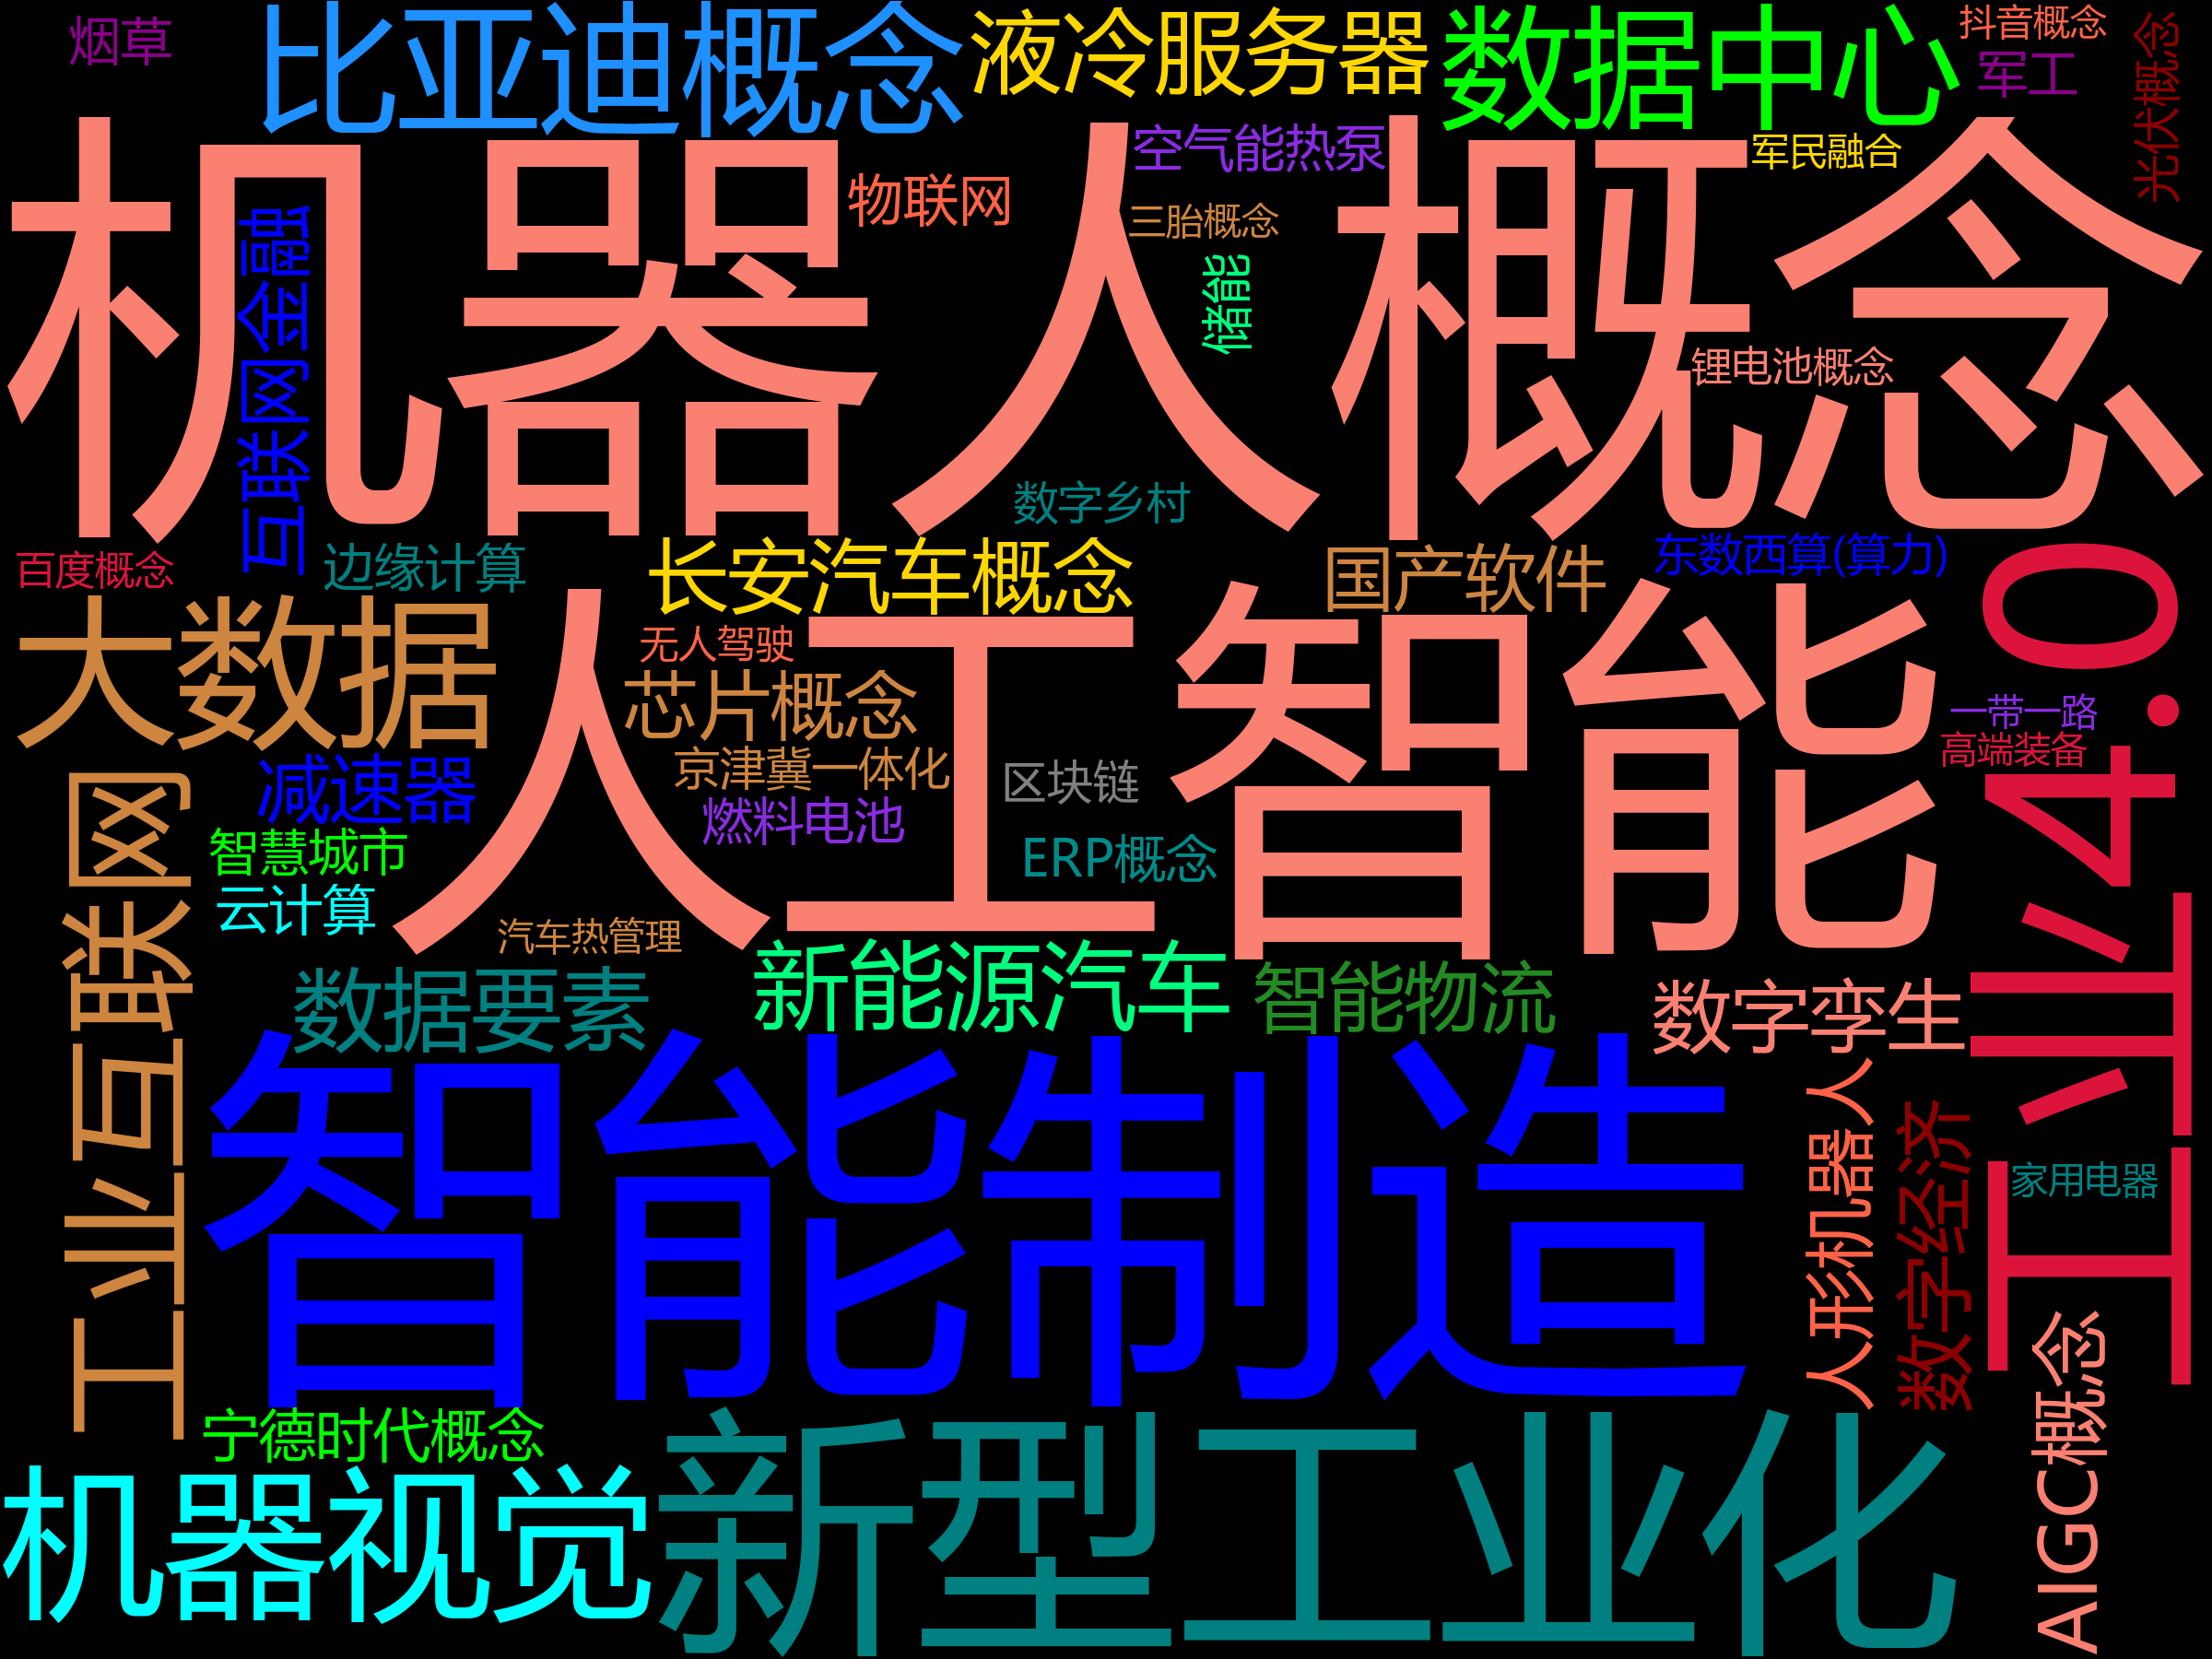 烟草
比亚迪概念
液冷服务器
数据中心
抖音概念
军工
光伏概念
空气能热泵
军民融合
机器人概念
物联网
三胎概念
互联网金融
储能
锂电池概念
数字乡村
百度概念
边缘计算
长安汽车概念
国产软件
东数西算(算力)
大数据
人工智能
无人驾驶
芯片概念
工业4.0
一带一路
高端装备
京津冀一体化
减速器
区块链
燃料电池
智慧城市
ERP概念
云计算
工业互联网
汽车热管理
新能源汽车
数据要素
智能物流
数字孪生
智能制造
人形机器人
数字经济
家用电器
AIGC概念
宁德时代概念
新型工业化
机器视觉